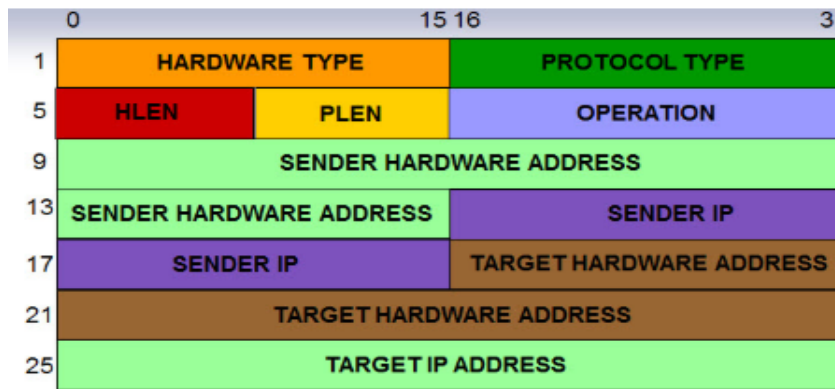 0 15 16 3
1 HARDWARE TYPE PROTOCOL TYPE
5 HLEN PLEN OPERATION
9 SENDER HARDWARE ADDRESS
13 SENDER HARDWARE ADDRESS SENDER IP
17 SENDER IP TARGET HARDWARE ADDRESS
21 TARGET HARDWARE ADDRESS
25 TARGET IP ADDRESS